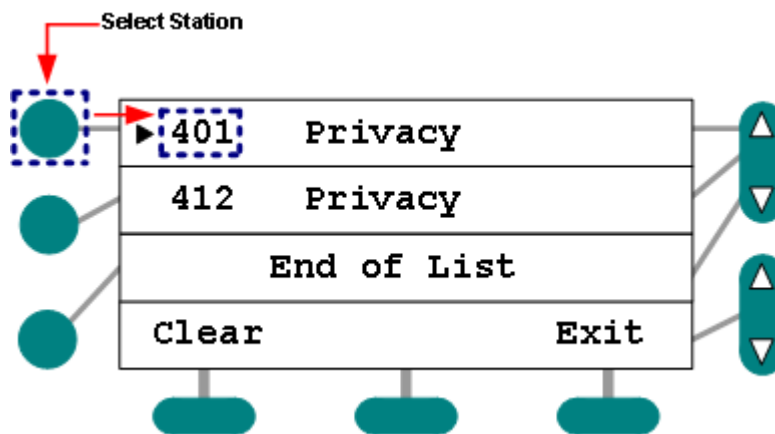 Select Station
401 Privacy
412 Privacy
End of List
Clear Exit